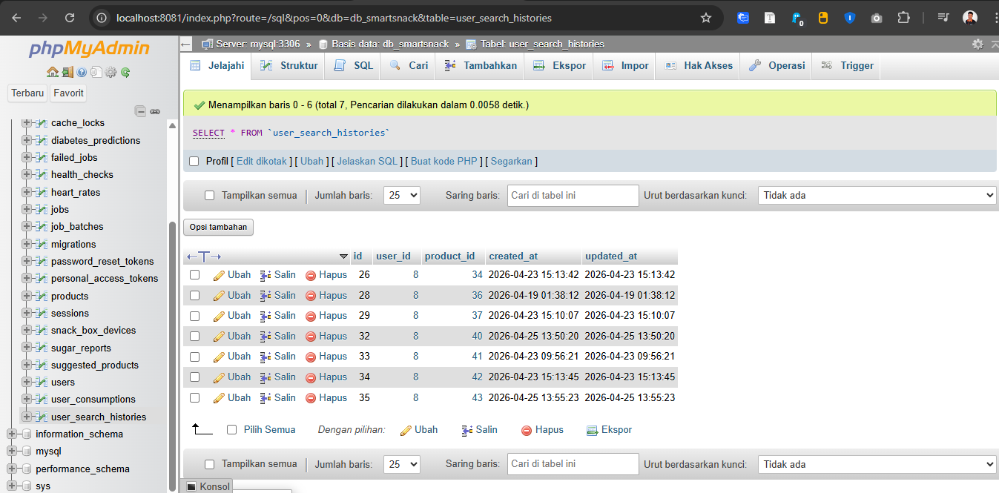 localhost:8081/index.php?route=/sql&pos=0&db=db_smartsnack&table=user_search_histories
0
phpMyAdmin
Terbaru Favorit
cache_locks
diabetes_predictions
failed_jobs
health_checks
heart_rates
jobs
job_batches
migrations
password_reset_tokens
personal_access_tokens
products
sessions
snack_box_devices
sugar_reports
suggested_products
users
user_consumptions
user_search_histories
information_schema
mysql
performance_schema
sys
Server: mysql:3306 » Basis data: db_smartsnack » Tabel: user_search_histories
Jelajahi Struktur SQL Cari Tambahkan Ekspor Impor Hak Akses Operasi Trigger
Menampilkan baris 0 - 6 (total 7, Pencarian dilakukan dalam 0.0058 detik.)
SELECT * FROM `user_search_histories`
Profil [ Edit dikotak ] [ Ubah ] [ Jelaskan SQL ] [ Buat kode PHP ] [ Segarkan ]
Tampilkan semua Jumlah baris: 25 Saring baris: Cari di tabel ini Urut berdasarkan kunci: Tidak ada
Opsi tambahan
←T→ id user_id product_id created_at updated_at
Ubah Salin Hapus 26 8 34 2026-04-23 15:13:42 2026-04-23 15:13:42
Ubah Salin Hapus 28 8 36 2026-04-19 01:38:12 2026-04-19 01:38:12
Ubah Salin Hapus 29 8 37 2026-04-23 15:10:07 2026-04-23 15:10:07
Ubah Salin Hapus 32 8 40 2026-04-25 13:50:20 2026-04-25 13:50:20
Ubah Salin Hapus 33 8 41 2026-04-23 09:56:21 2026-04-23 09:56:21
Ubah Salin Hapus 34 8 42 2026-04-23 15:13:45 2026-04-23 15:13:45
Ubah Salin Hapus 35 8 43 2026-04-25 13:55:23 2026-04-25 13:55:23
Pilih Semua Dengan pilihan: Ubah Salin Hapus Ekspor
Tampilkan semua Jumlah baris: 25 Saring baris: Cari di tabel ini Urut berdasarkan kunci: Tidak ada
Konsol